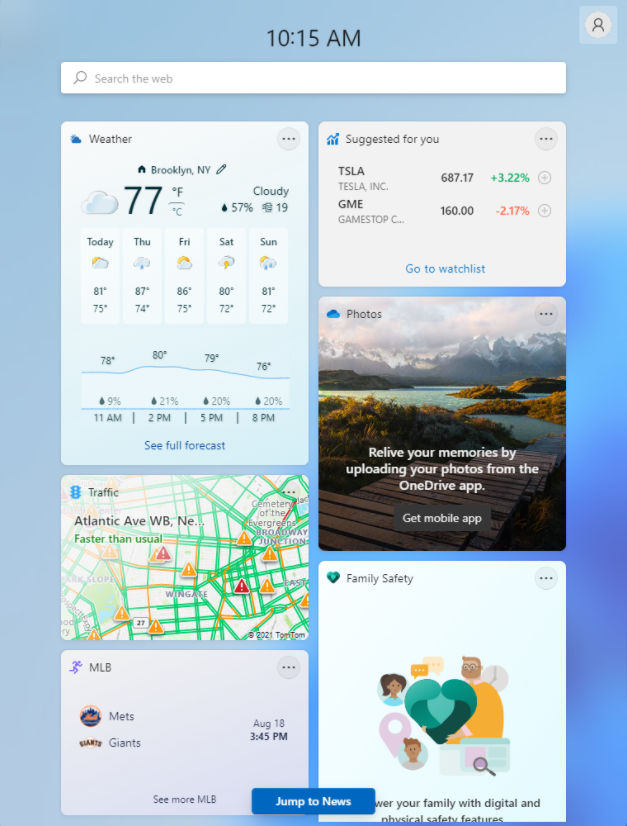 10:15 AM
Search the web
Weather
Brooklyn, NY
77 °F
°C
Cloudy
57% 19
Today Thu Fri Sat Sun
81° 87° 86° 80° 81°
75° 74° 75° 72° 72°
78° 80° 79° 76°
9% 21% 20% 20%
11 AM | 2 PM | 5 PM | 8 PM
See full forecast
Suggested for you
TSLA
TESLA, INC.
687.17 +3.22%
GME
GAMESTOP C...
160.00 -2.17%
Go to watchlist
Photos
Relive your memories by
uploading your photos from the
OneDrive app.
Get mobile app
Traffic
Atlantic Ave WB, Ne...
Faster than usual
Cemetery
of the
Evergreens
BROADWAY
JUNCTION
PARK SLOPE
WINGATE
EAST
27
© 2021 TomTom
Family Safety
MLB
Mets
GIANTS
Giants
Aug 18
3:45 PM
See more MLB
Jump to News
your family with digital and
physical safety features